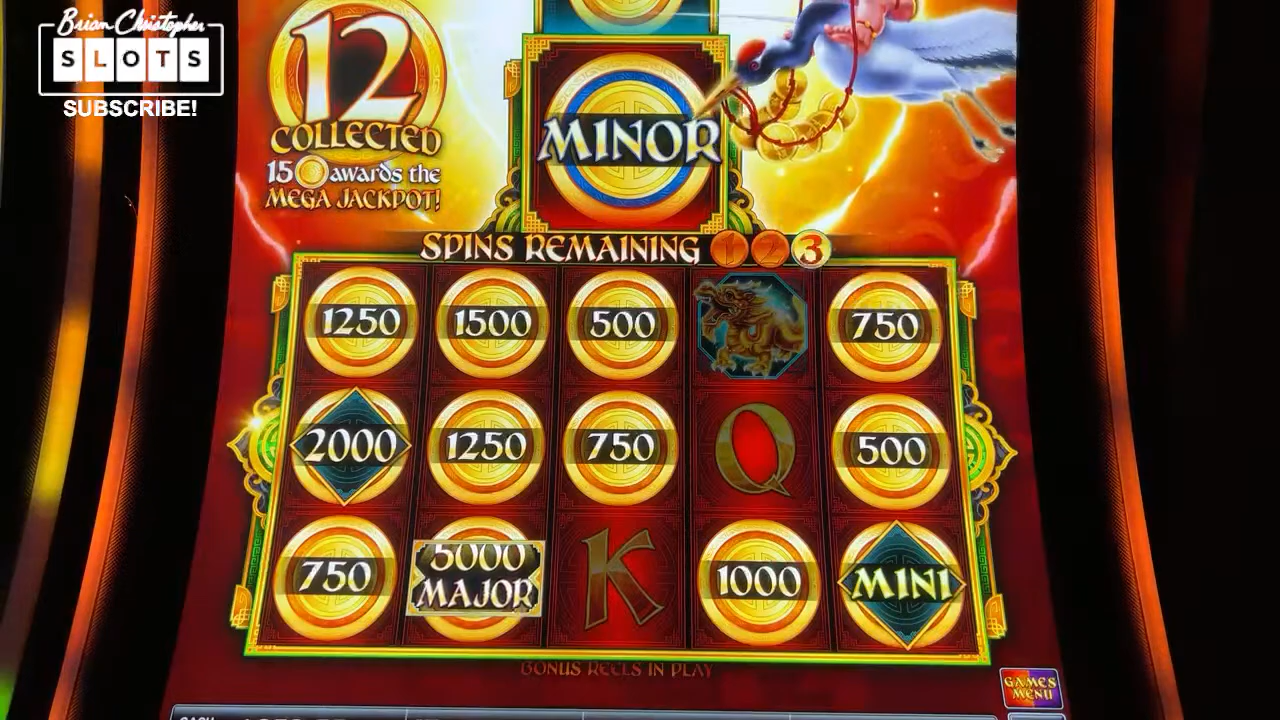 Brian Christopher
SLOTS
SUBSCRIBE!
12
COLLECTED
15 awards the
MEGA JACKPOT!
MINOR
SPINS REMAINING 1 2 3
1250 1500 500 750
2000 1250 750 Q 500
750 5000 MAJOR K 1000 MINI
BONUS REELS IN PLAY
GAMES
MENU